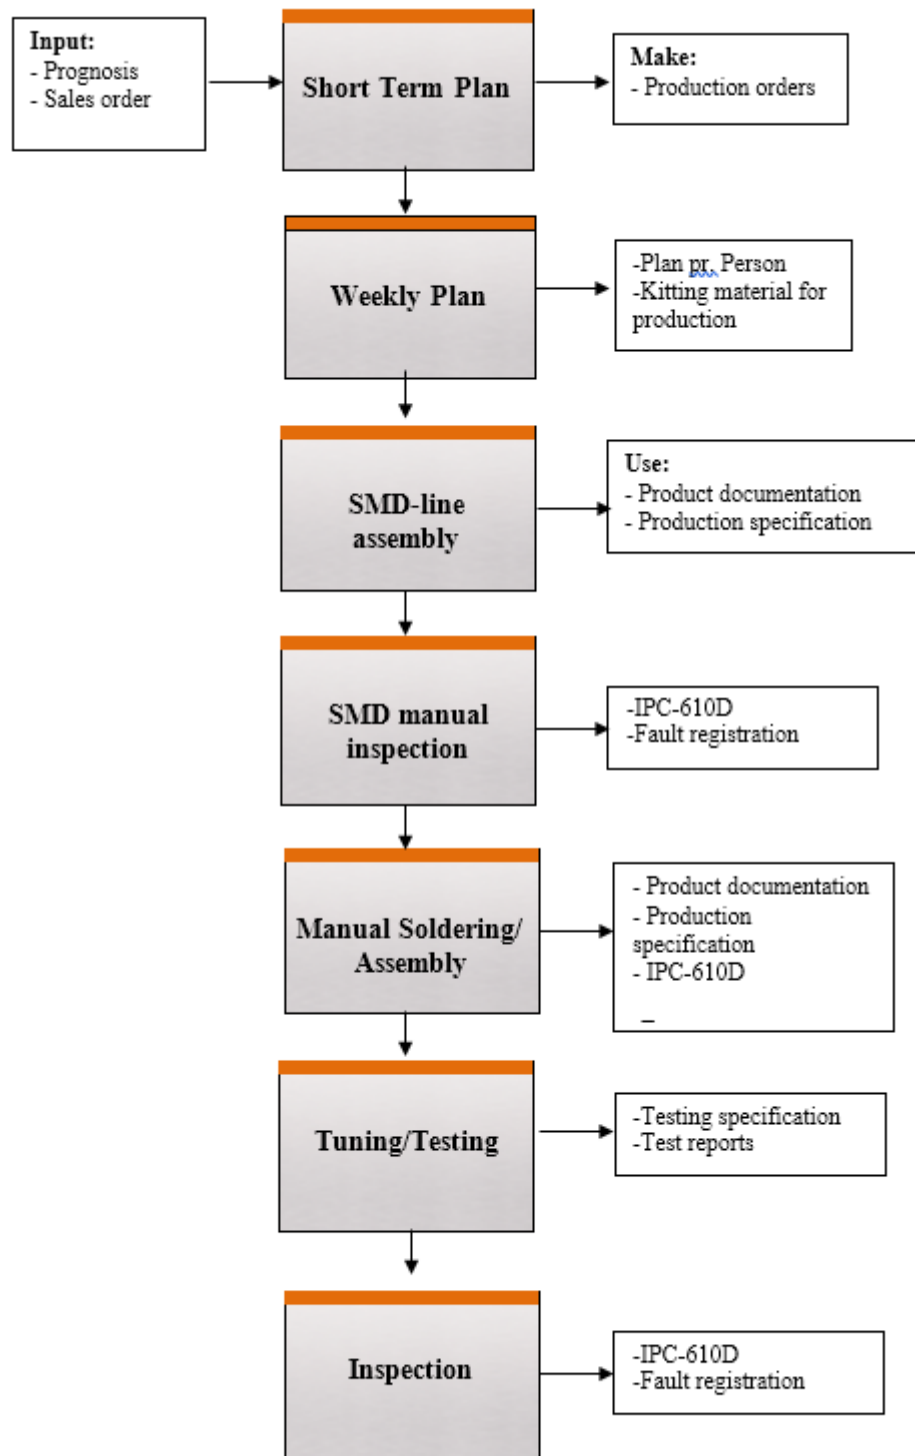 Input:
- Prognosis
- Sales order
Short Term Plan
Make:
- Production orders
Weekly Plan
-Plan pr. Person
-Kitting material for
production
SMD-line
assembly
Use:
- Product documentation
- Production specification
SMD manual
inspection
-IPC-610D
-Fault registration
Manual Soldering/
Assembly
- Product documentation
- Production
specification
- IPC-610D
–
Tuning/Testing
-Testing specification
-Test reports
Inspection
-IPC-610D
-Fault registration